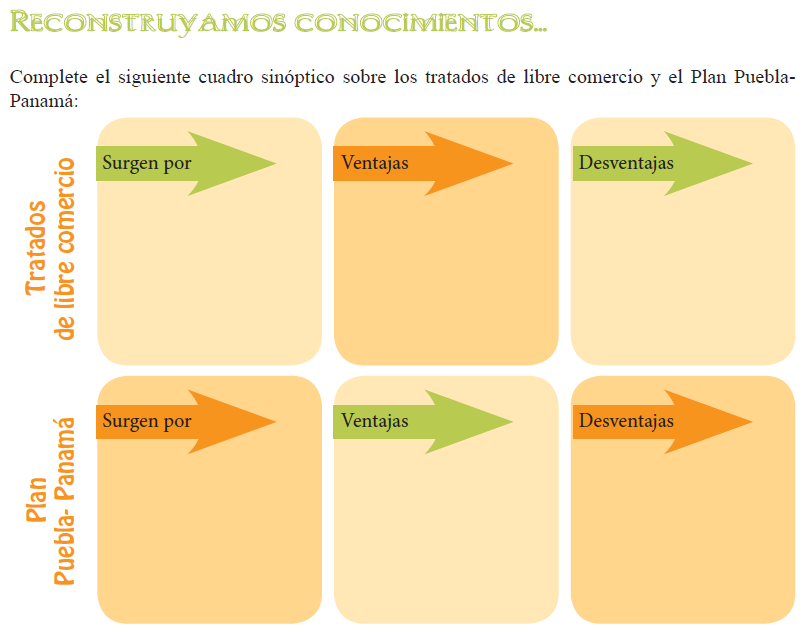 Reconstruyamos conocimientos...
Complete el siguiente cuadro sinóptico sobre los tratados de libre comercio y el Plan Puebla-
Panamá:
Tratados
de libre comercio
Surgen por
Ventajas
Desventajas
Plan
Puebla- Panamá
Surgen por
Ventajas
Desventajas